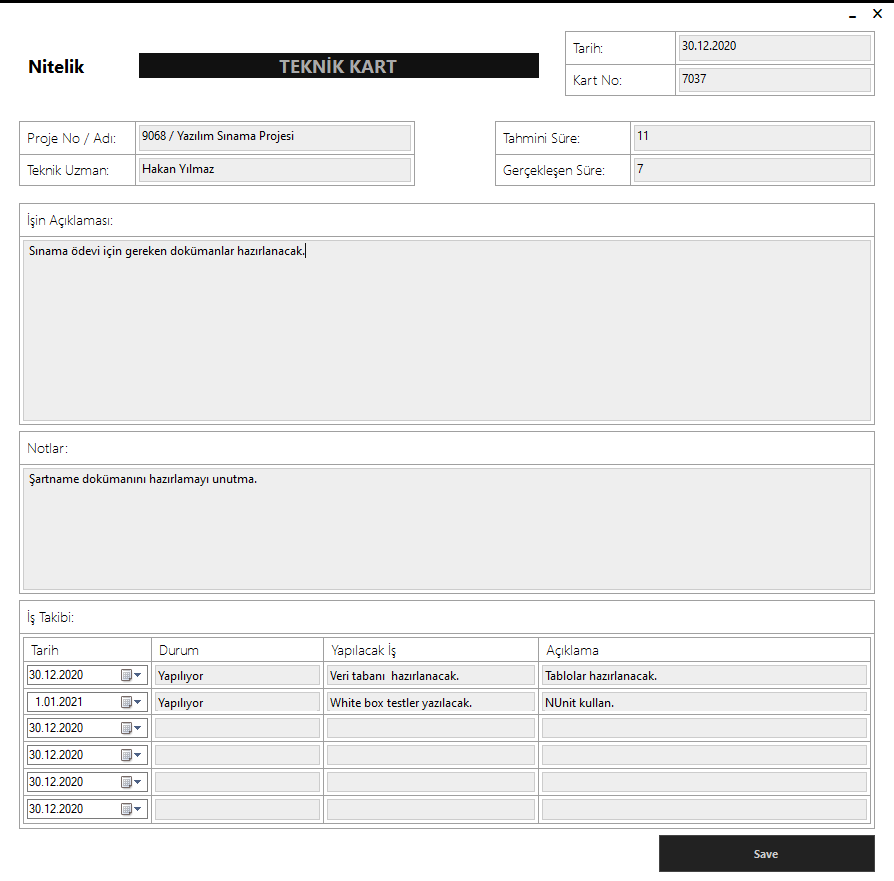 Nitelik
TEKNİK KART
Tarih: 30.12.2020
Kart No: 7037
Proje No / Adı: 9068 / Yazılım Sınama Projesi
Tahmini Süre: 11
Teknik Uzman: Hakan Yılmaz
Gerçekleşen Süre: 7
İşin Açıklaması:
Sınama ödevi için gereken dokümanlar hazırlanacak.
Notlar:
Şartname dokümanını hazırlamayı unutma.
İş Takibi:
Tarih Durum Yapılacak İş Açıklama
30.12.2020 Yapılıyor Veri tabanı  hazırlanacak. Tablolar hazırlanacak.
1.01.2021 Yapılıyor White box testler yazılacak. NUnit kullan.
30.12.2020
30.12.2020
30.12.2020
30.12.2020
Save